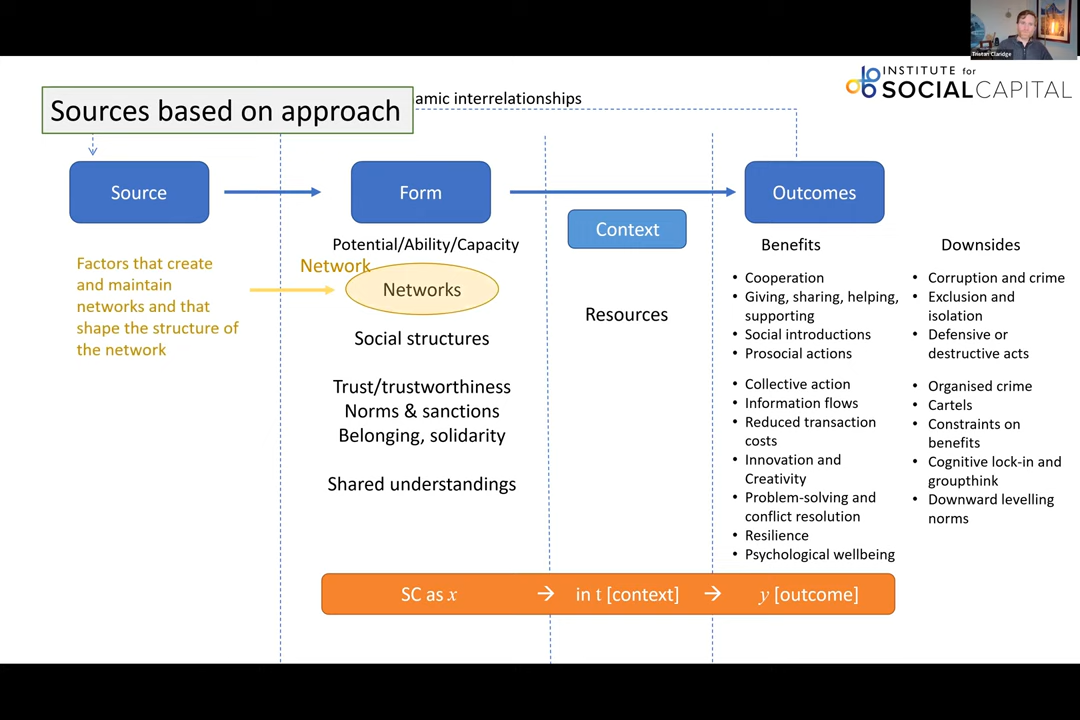 Tristan Claridge
INSTITUTE for
SOCIALCAPITAL
Sources based on approach
amic interrelationships
Source
Form
Context
Outcomes
Factors that create
and maintain
networks and that
shape the structure of
the network
Potential/Ability/Capacity
Network
Networks
Social structures
Trust/trustworthiness
Norms & sanctions
Belonging, solidarity
Shared understandings
Resources
Benefits
• Cooperation
• Giving, sharing, helping,
supporting
• Social introductions
• Prosocial actions
• Collective action
• Information flows
• Reduced transaction
costs
• Innovation and
Creativity
• Problem-solving and
conflict resolution
• Resilience
• Psychological wellbeing
Downsides
• Corruption and crime
• Exclusion and
isolation
• Defensive or
destructive acts
• Organised crime
• Cartels
• Constraints on
benefits
• Cognitive lock-in and
groupthink
• Downward levelling
norms
SC as x → in t [context] → y [outcome]